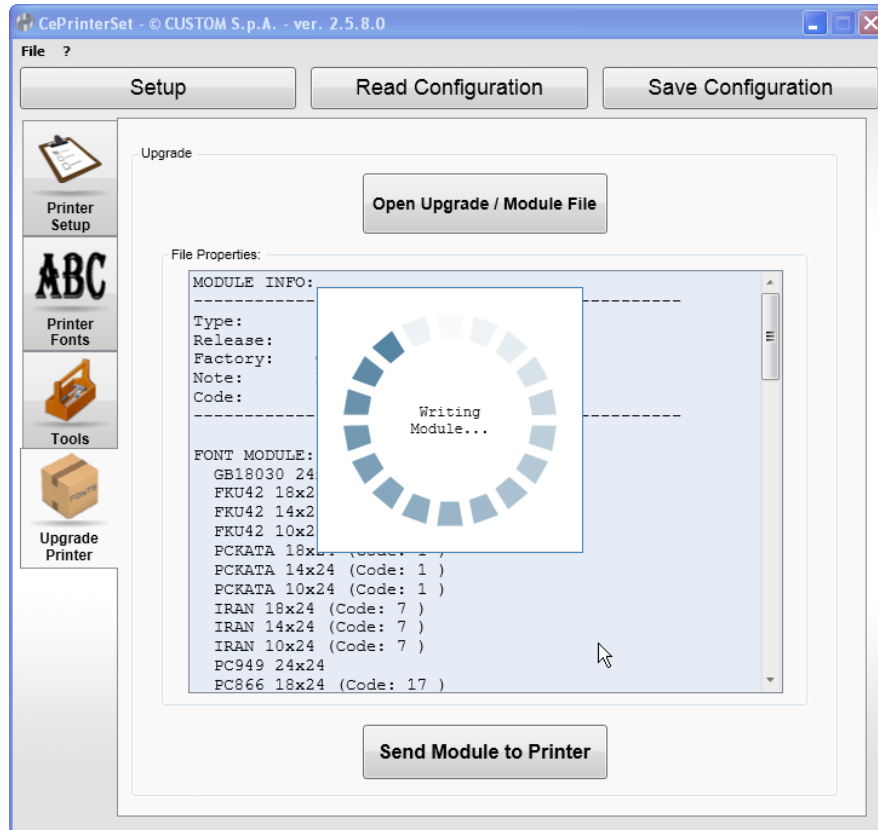 CePrinterSet - © CUSTOM S.p.A. - ver. 2.5.8.0
File ?
Setup Read Configuration Save Configuration
Printer
Setup
ABC
Printer
Fonts
Tools
FONTS
Upgrade
Printer
Upgrade
Open Upgrade / Module File
File Properties:
MODULE INFO:
Type:
Release:
Factory:
Note:
Code:
FONT MODULE:
GB18030
FKU42
FKU42
FKU42
PCKATA
PCKATA 14x24 (Code: 1 )
PCKATA 10x24 (Code: 1 )
IRAN 18x24 (Code: 7 )
IRAN 14x24 (Code: 7 )
IRAN 10x24 (Code: 7 )
PC949 24x24
PC866 18x24 (Code: 17 )
Writing
Module...
Send Module to Printer